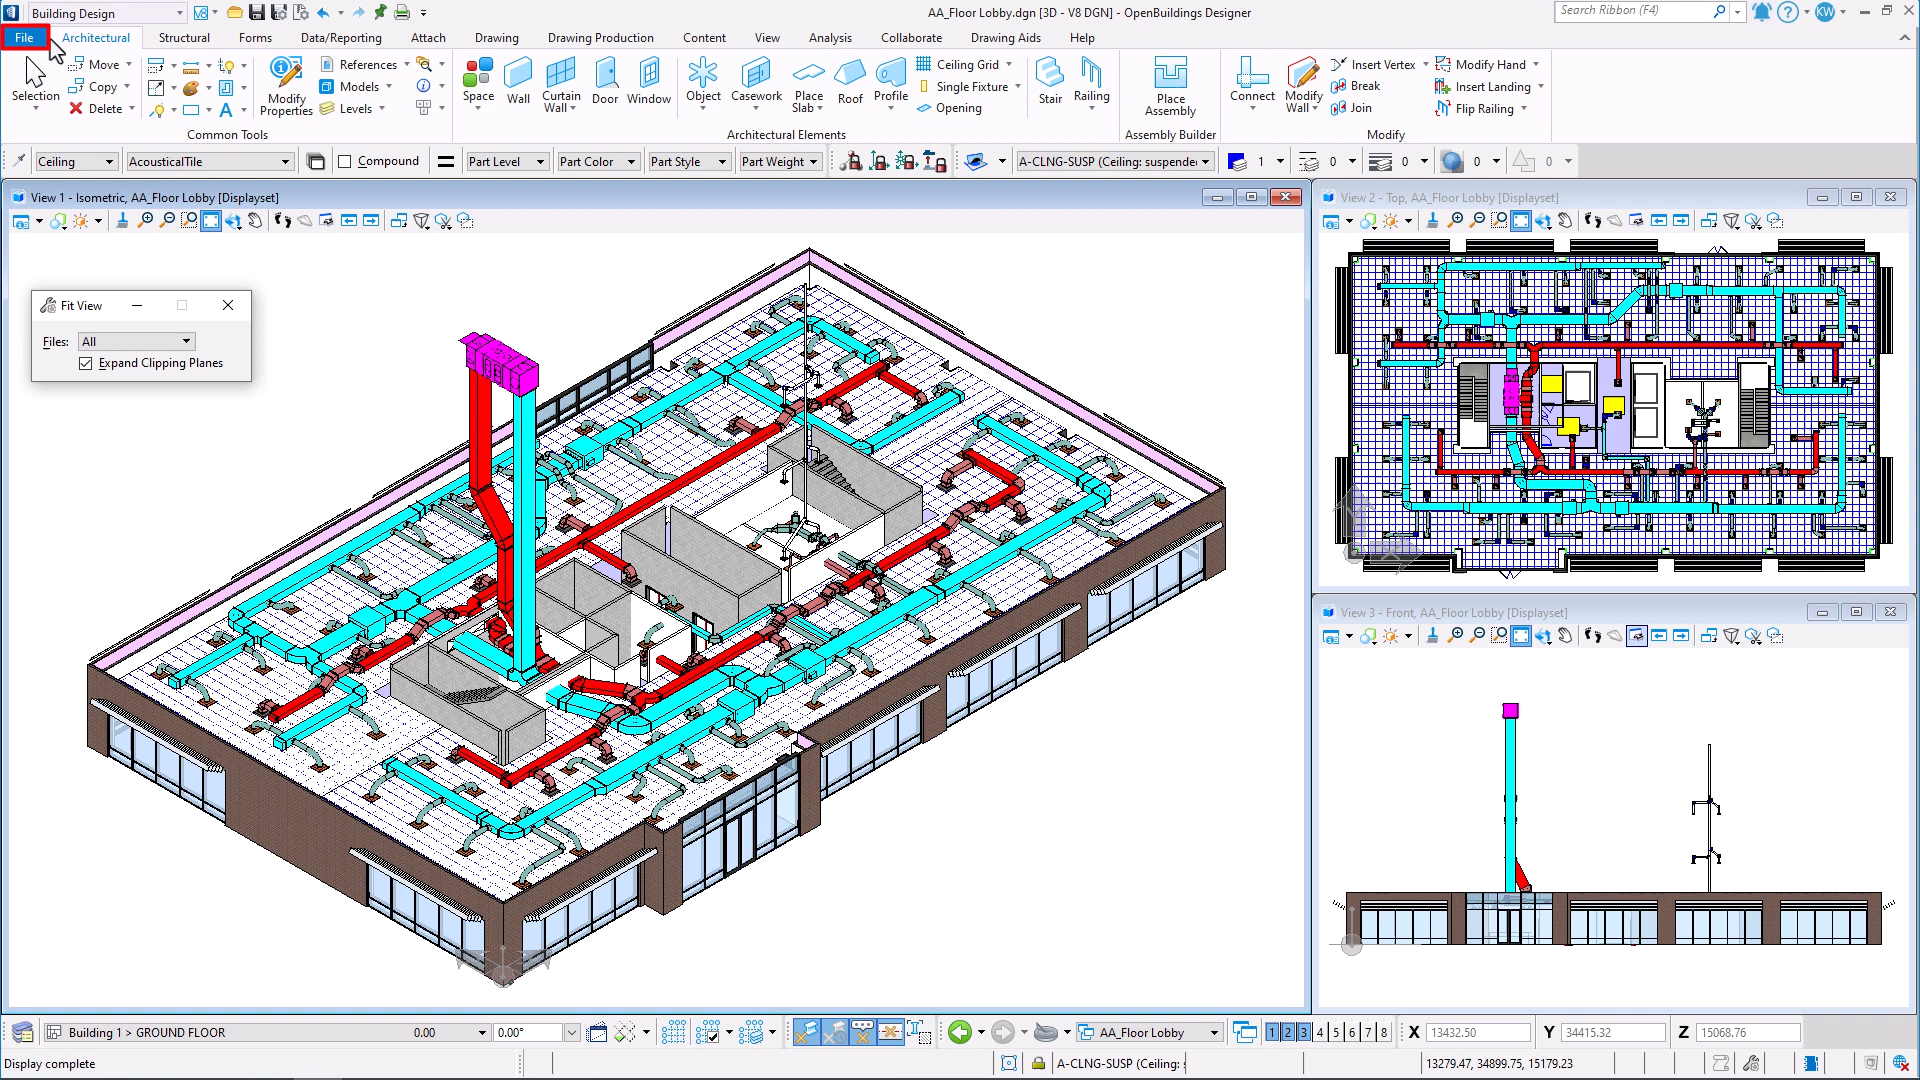 Building Design
V8
AA_Floor Lobby.dgn [3D - V8 DGN] - OpenBuildings Designer
Search Ribbon (F4)
KW
File
Architectural
Structural
Forms
Data/Reporting
Attach
Drawing
Drawing Production
Content
View
Analysis
Collaborate
Drawing Aids
Help
Selection
Move
Copy
Delete
Modify
Properties
References
Models
Levels
Common Tools
Space
Wall
Curtain
Wall
Door
Window
Object
Casework
Place
Slab
Roof
Profile
Ceiling Grid
Single Fixture
Opening
Stair
Railing
Architectural Elements
Place
Assembly
Assembly Builder
Connect
Modify
Wall
Insert Vertex
Break
Join
Modify Hand
Insert Landing
Flip Railing
Modify
Ceiling
AcousticalTile
Compound
Part Level
Part Color
Part Style
Part Weight
A-CLNG-SUSP (Ceiling: suspende
1
0
0
0
0
View 1 - Isometric, AA_Floor Lobby [Displayset]
Fit View
Files: All
Expand Clipping Planes
View 2 - Top, AA_Floor Lobby [Displayset]
View 3 - Front, AA_Floor Lobby [Displayset]
Building 1 > GROUND FLOOR
0.00
0.00°
AA_Floor Lobby
1 2 3 4 5 6 7 8
X 13432.50
Y 34415.32
Z 15068.76
Display complete
A-CLNG-SUSP (Ceiling: s
13279.47, 34899.75, 15179.23